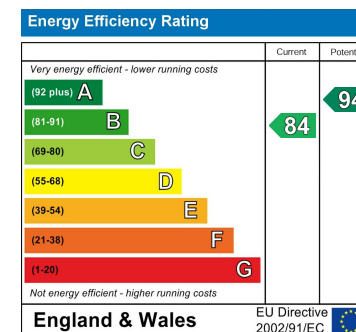 Energy Efficiency Rating
Current Potent
Very energy efficient - lower running costs
(92 plus) A
94
(81-91) B
84
(69-80) C
(55-68) D
(39-54) E
(21-38) F
(1-20) G
Not energy efficient - higher running costs
England & Wales
EU Directive
2002/91/EC